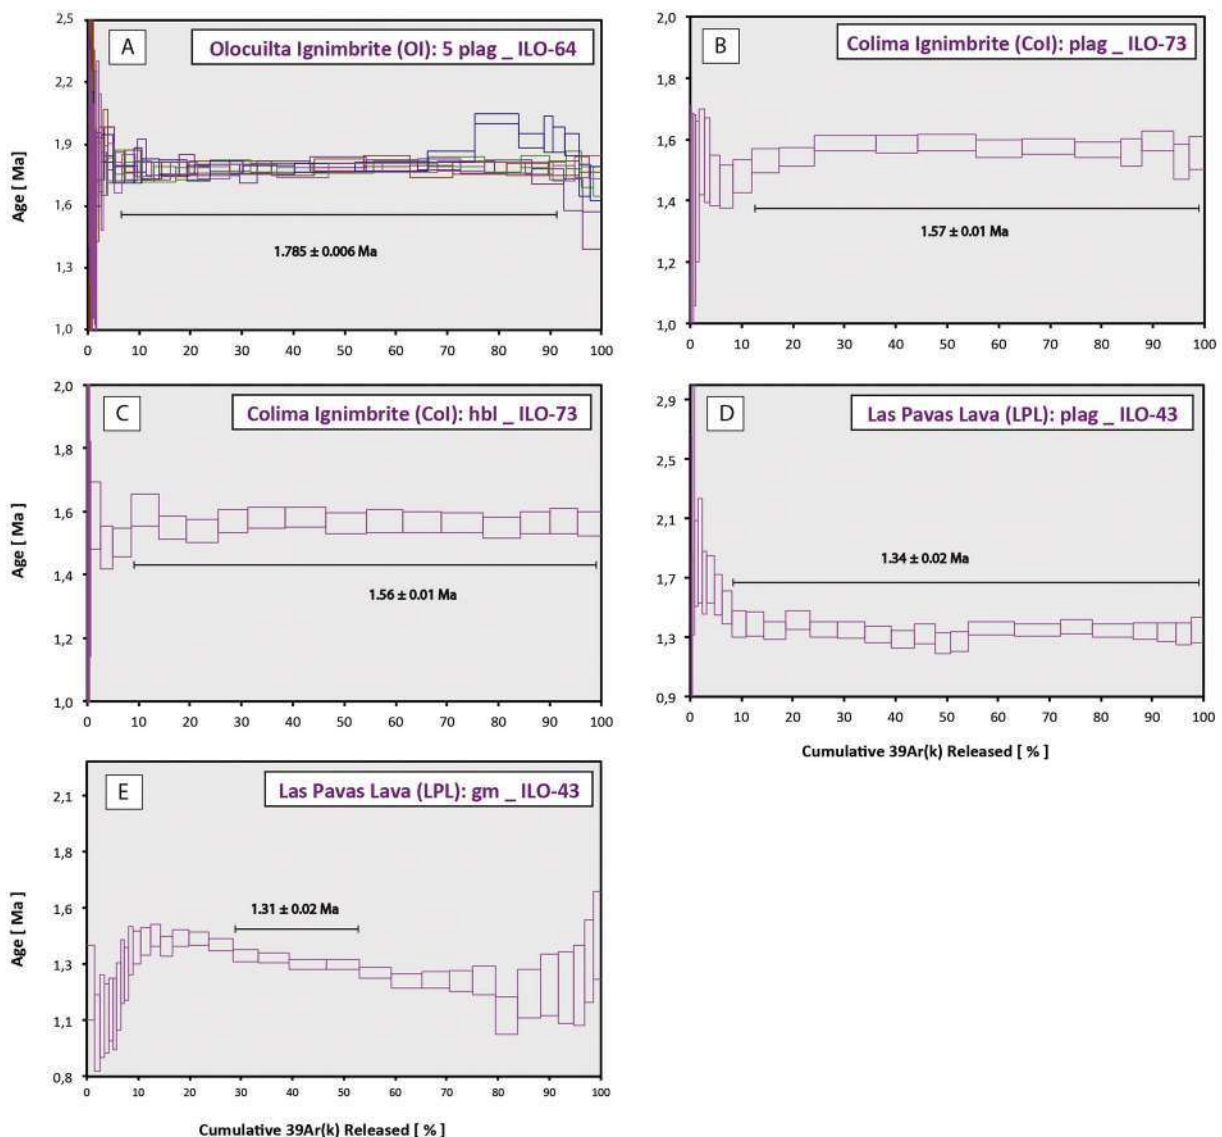 A
Olocuilta Ignimbrite (OI): 5 plag _ ILO-64
Age [ Ma ]
2,5
2,2
1,9
1,6
1,3
1,0
1.785 ± 0.006 Ma
0 10 20 30 40 50 60 70 80 90 100
B
Colima Ignimbrite (CoI): plag _ ILO-73
2,0
1,8
1,6
1,4
1,2
1,0
1.57 ± 0.01 Ma
0 10 20 30 40 50 60 70 80 90 100
C
Colima Ignimbrite (CoI): hbl _ ILO-73
Age [ Ma ]
2,0
1,8
1,6
1,4
1,2
1,0
1.56 ± 0.01 Ma
0 10 20 30 40 50 60 70 80 90 100
D
Las Pavas Lava (LPL): plag _ ILO-43
2,9
2,5
2,1
1,7
1,3
0,9
1.34 ± 0.02 Ma
0 10 20 30 40 50 60 70 80 90 100
Cumulative 39Ar(k) Released [ % ]
E
Las Pavas Lava (LPL): gm _ ILO-43
Age [ Ma ]
2,1
1,8
1,6
1,3
1,1
0,8
1.31 ± 0.02 Ma
0 10 20 30 40 50 60 70 80 90 100
Cumulative 39Ar(k) Released [ % ]